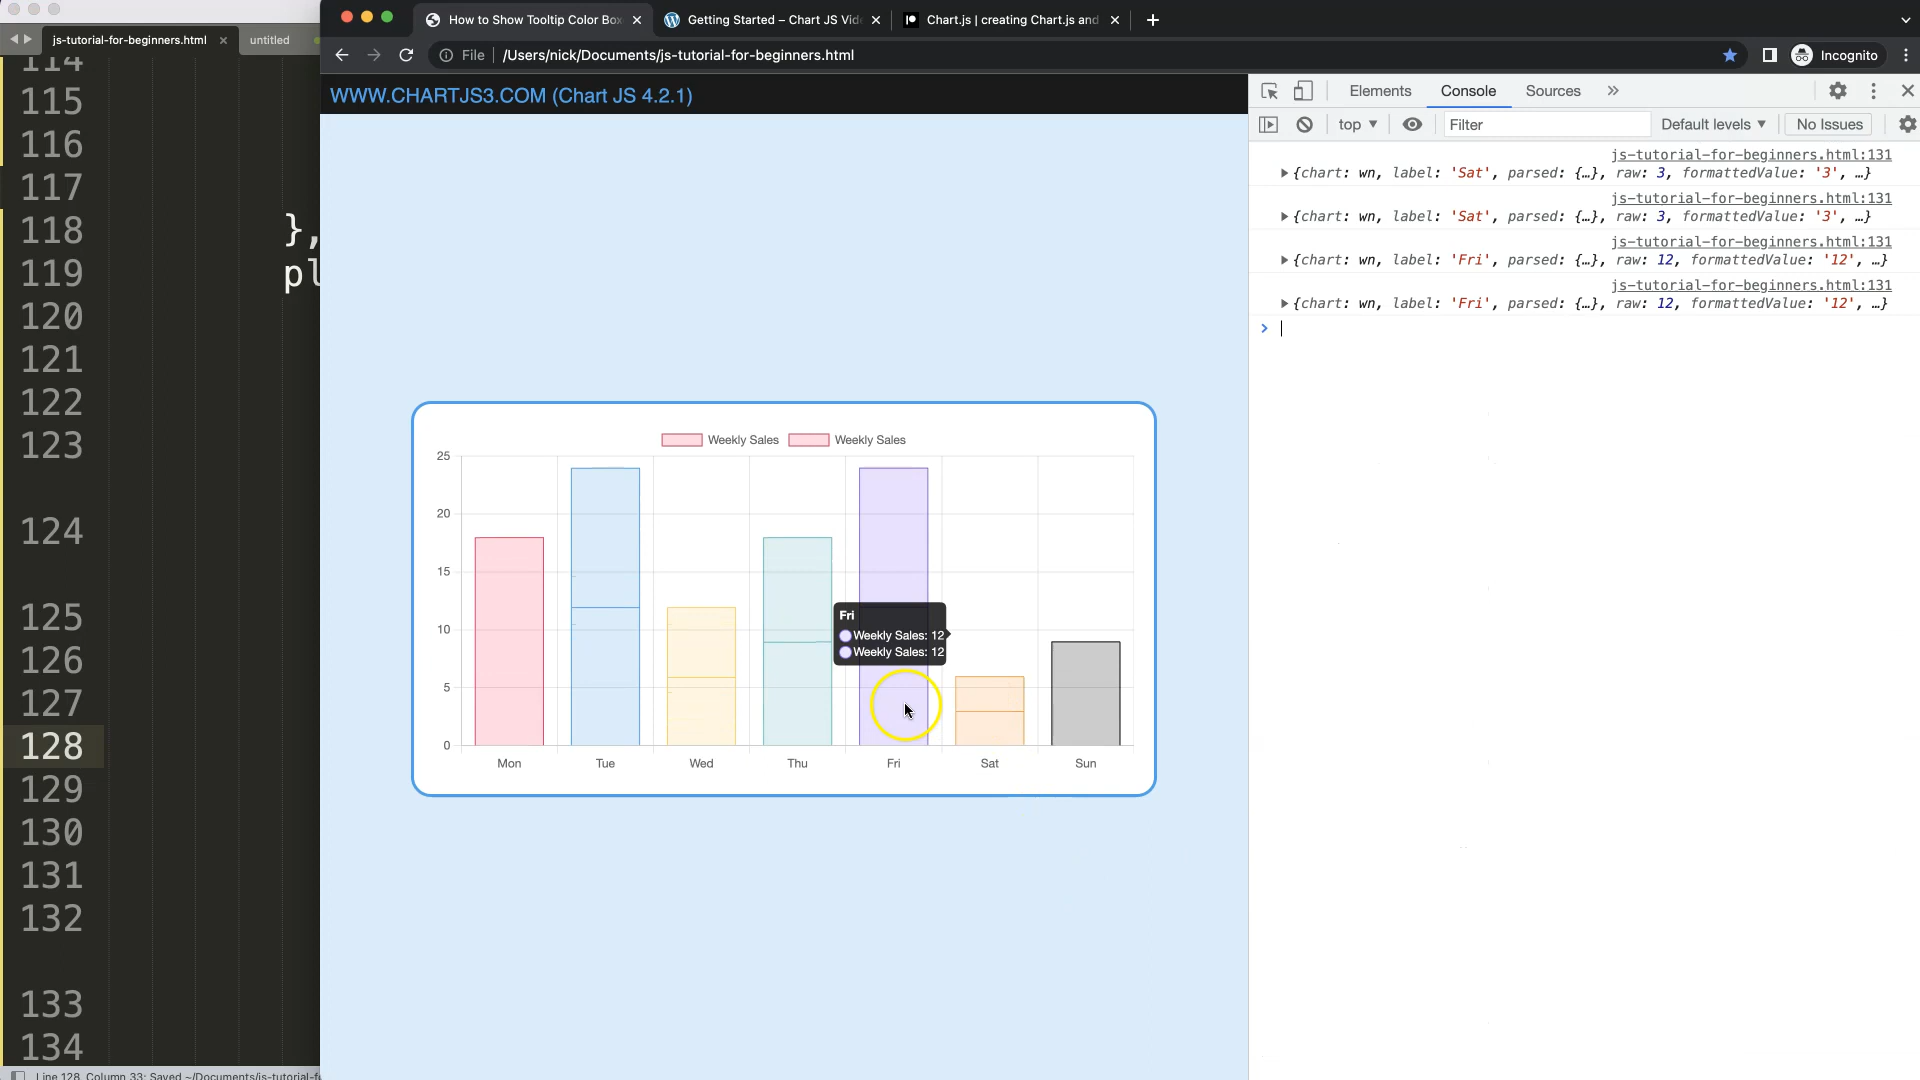 js-tutorial-for-beginners.html
untitled
How to Show Tooltip Color Box
Getting Started – Chart JS Vid
Chart.js | creating Chart.js and
File
/Users/nick/Documents/js-tutorial-for-beginners.html
Incognito
114
115
116
117
118
},
119
pl
120
121
122
123
124
125
126
127
128
129
130
131
132
133
134
Line 128, Column 33; Saved ~/Documents/js-tutorial-f
WWW.CHARTJS3.COM (Chart JS 4.2.1)
Weekly Sales
Weekly Sales
25
20
15
10
5
0
Fri
Weekly Sales: 12
Weekly Sales: 12
Mon
Tue
Wed
Thu
Fri
Sat
Sun
Elements
Console
Sources
top
Filter
Default levels
No Issues
js-tutorial-for-beginners.html:131
{chart: wn, label: 'Sat', parsed: {…}, raw: 3, formattedValue: '3', …}
js-tutorial-for-beginners.html:131
{chart: wn, label: 'Sat', parsed: {…}, raw: 3, formattedValue: '3', …}
js-tutorial-for-beginners.html:131
{chart: wn, label: 'Fri', parsed: {…}, raw: 12, formattedValue: '12', …}
js-tutorial-for-beginners.html:131
{chart: wn, label: 'Fri', parsed: {…}, raw: 12, formattedValue: '12', …}